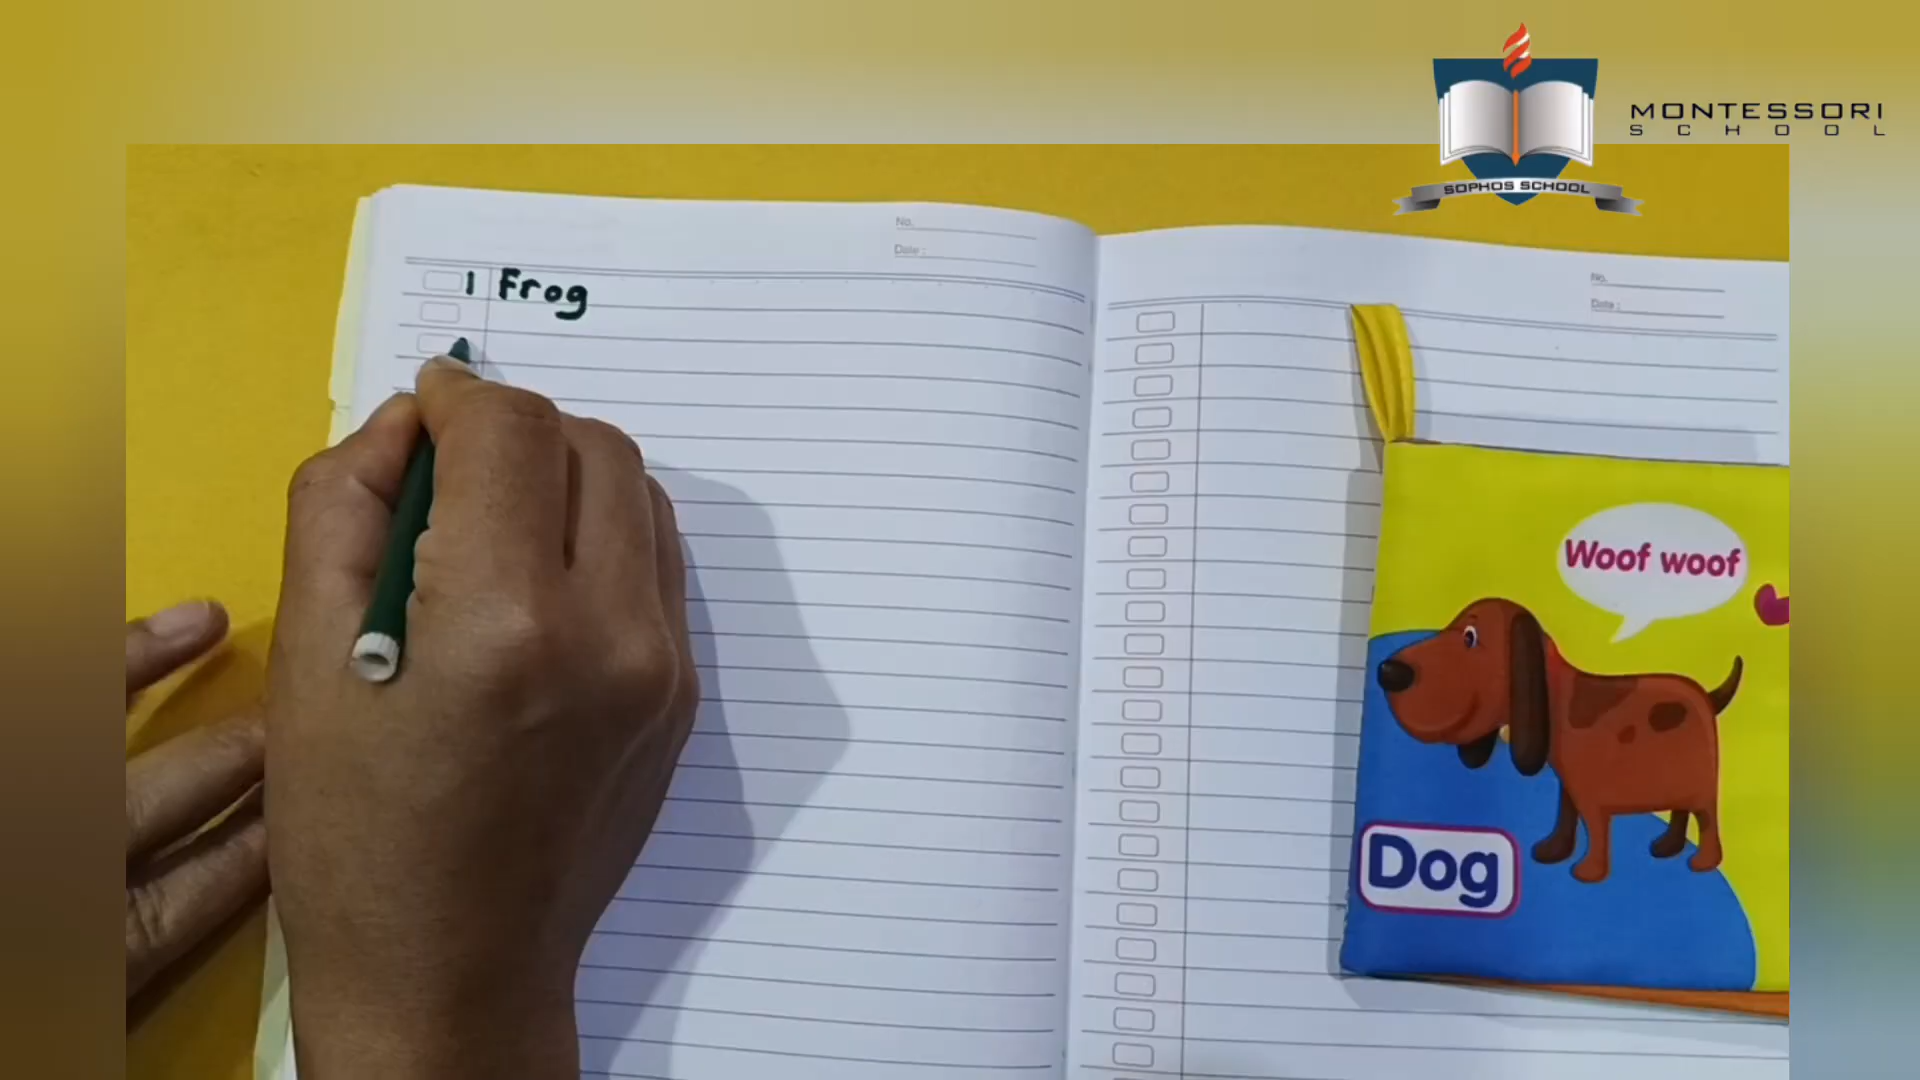 MONTESSORI
SCHOOL
SOPHOS SCHOOL
No.
Date :
1 Frog
No.
Date :
Woof woof
Dog